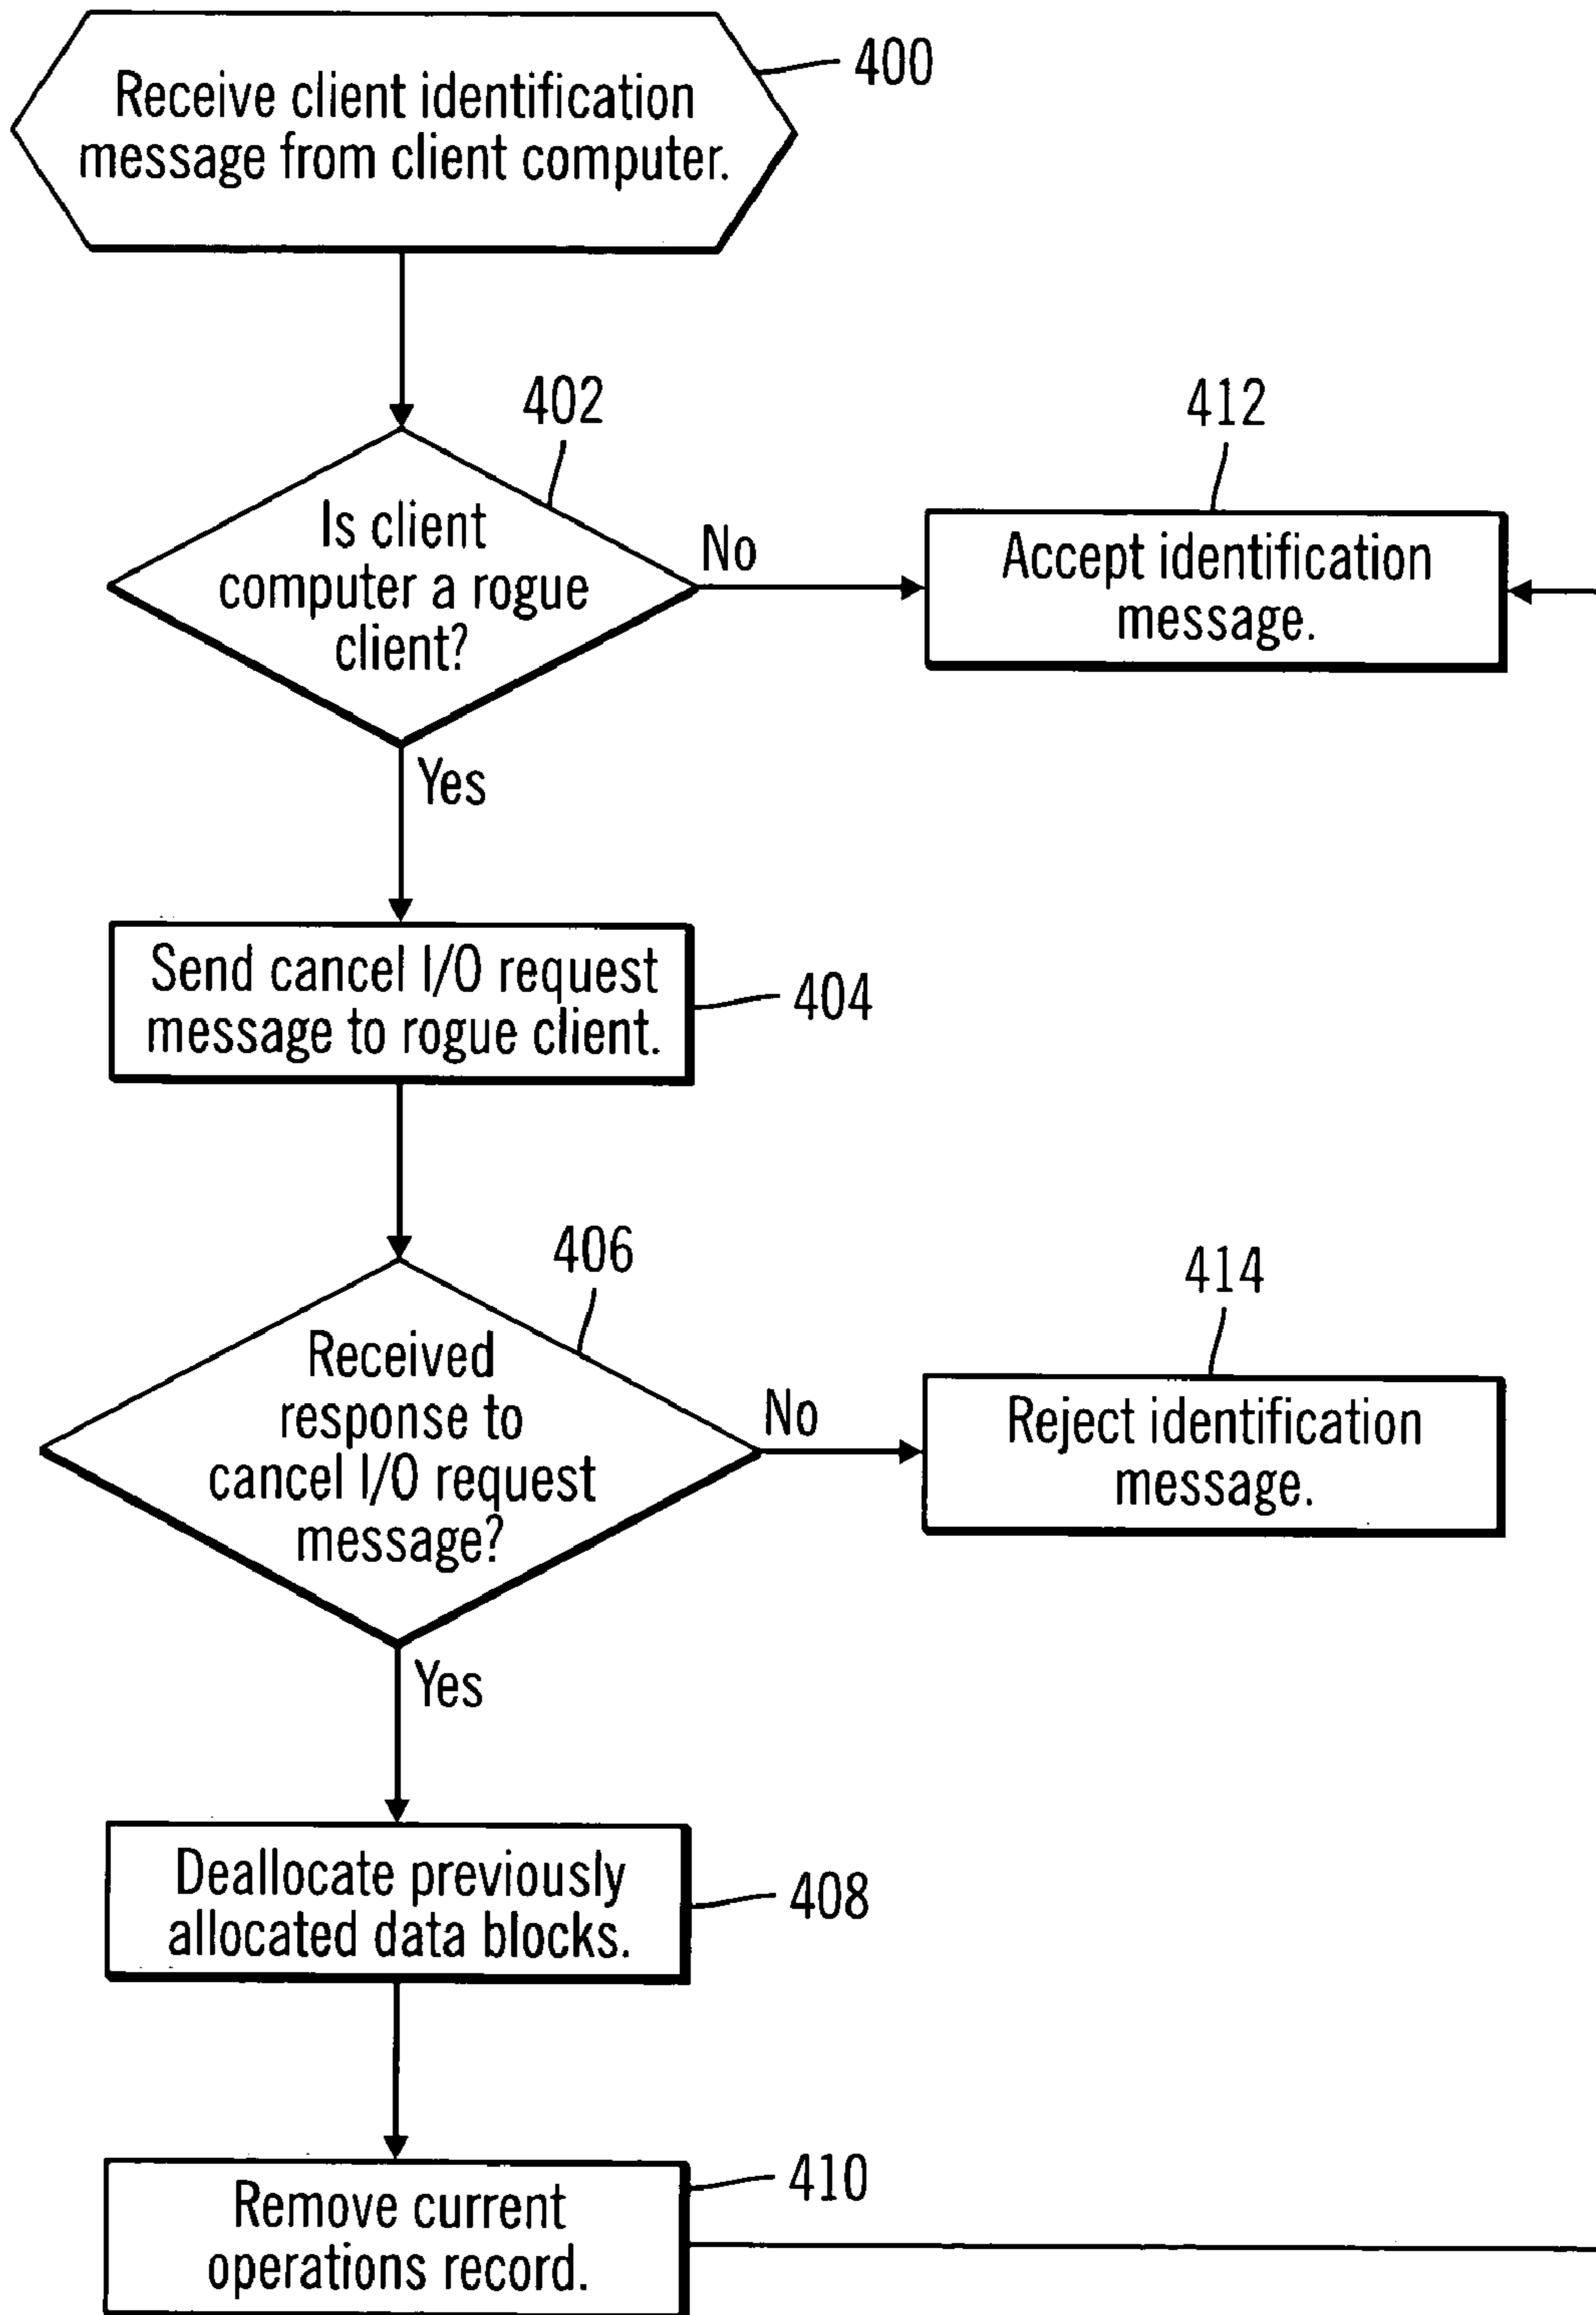 Receive client identification
message from client computer.
400
402
Is client
computer a rogue
client?
No
412
Accept identification
message.
Yes
Send cancel I/O request
message to rogue client.
404
406
Received
response to
cancel I/O request
message?
No
414
Reject identification
message.
Yes
Deallocate previously
allocated data blocks.
408
Remove current
operations record.
410